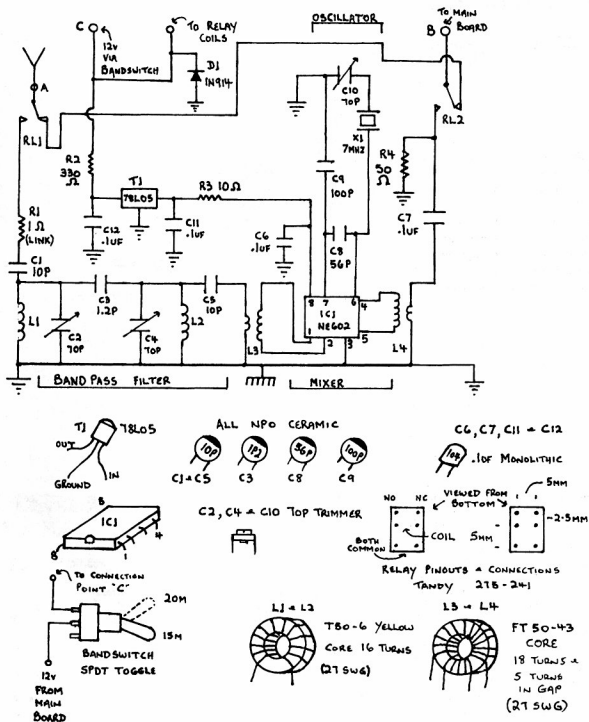 C
12V
VIA
BANDSWITCH
TO RELAY
COILS
OSCILLATOR
TO MAIN
BOARD
B
D1
1N914
A
RL1
C10
70P
X1
7MHZ
RL2
R2
330
Ω
T1
78L05
R3 10Ω
C9
100P
R4
50
Ω
R1
1Ω
(LINK)
C12
.1UF
C11
.1UF
C6
.1UF
C8
56P
C7
.1UF
C1
10P
C3
1.2P
C5
10P
8 7 6
IC1
NE602
4
5
1 2 3
L1
C2
70P
C4
70P
L2
L3
L4
BAND PASS FILTER
MIXER
T1
78L05
OUT
IN
GROUND
ALL NPO CERAMIC
10P
1P2
56P
100P
C1 & C5
C3
C8
C9
C6, C7, C11 & C12
104
.1UF MONOLITHIC
8
IC1
8
1
4
C2, C4 & C10 70P TRIMMER
NO NC
VIEWED FROM
BOTTOM
5MM
COIL
5MM
2.5MM
BOTH
COMMON
RELAY PINOUTS & CONNECTIONS
TANDY 275-241
TO CONNECTION
POINT "C"
20M
15M
BANDSWITCH
SPDT TOGGLE
12V
FROM
MAIN
BOARD
L1 & L2
T50-6 YELLOW
CORE 16 TURNS
(27 SWG)
L3 & L4
FT 50-43
CORE
18 TURNS &
5 TURNS
IN GAP
(27 SWG)